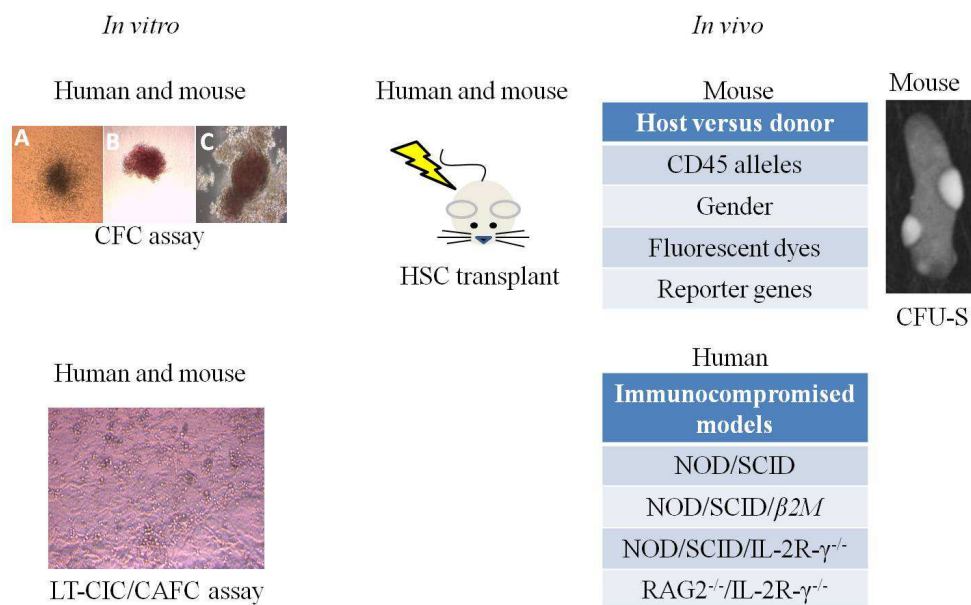 In vitro
In vivo
Human and mouse
A
B
C
CFC assay
Human and mouse
HSC transplant
Mouse
Host versus donor
CD45 alleles
Gender
Fluorescent dyes
Reporter genes
Mouse
CFU-S
Human and mouse
LT-CIC/CAFC assay
Human
Immunocompromised
models
NOD/SCID
NOD/SCID/β2M
NOD/SCID/IL-2R-γ⁻/⁻
RAG2⁻/⁻/IL-2R-γ⁻/⁻